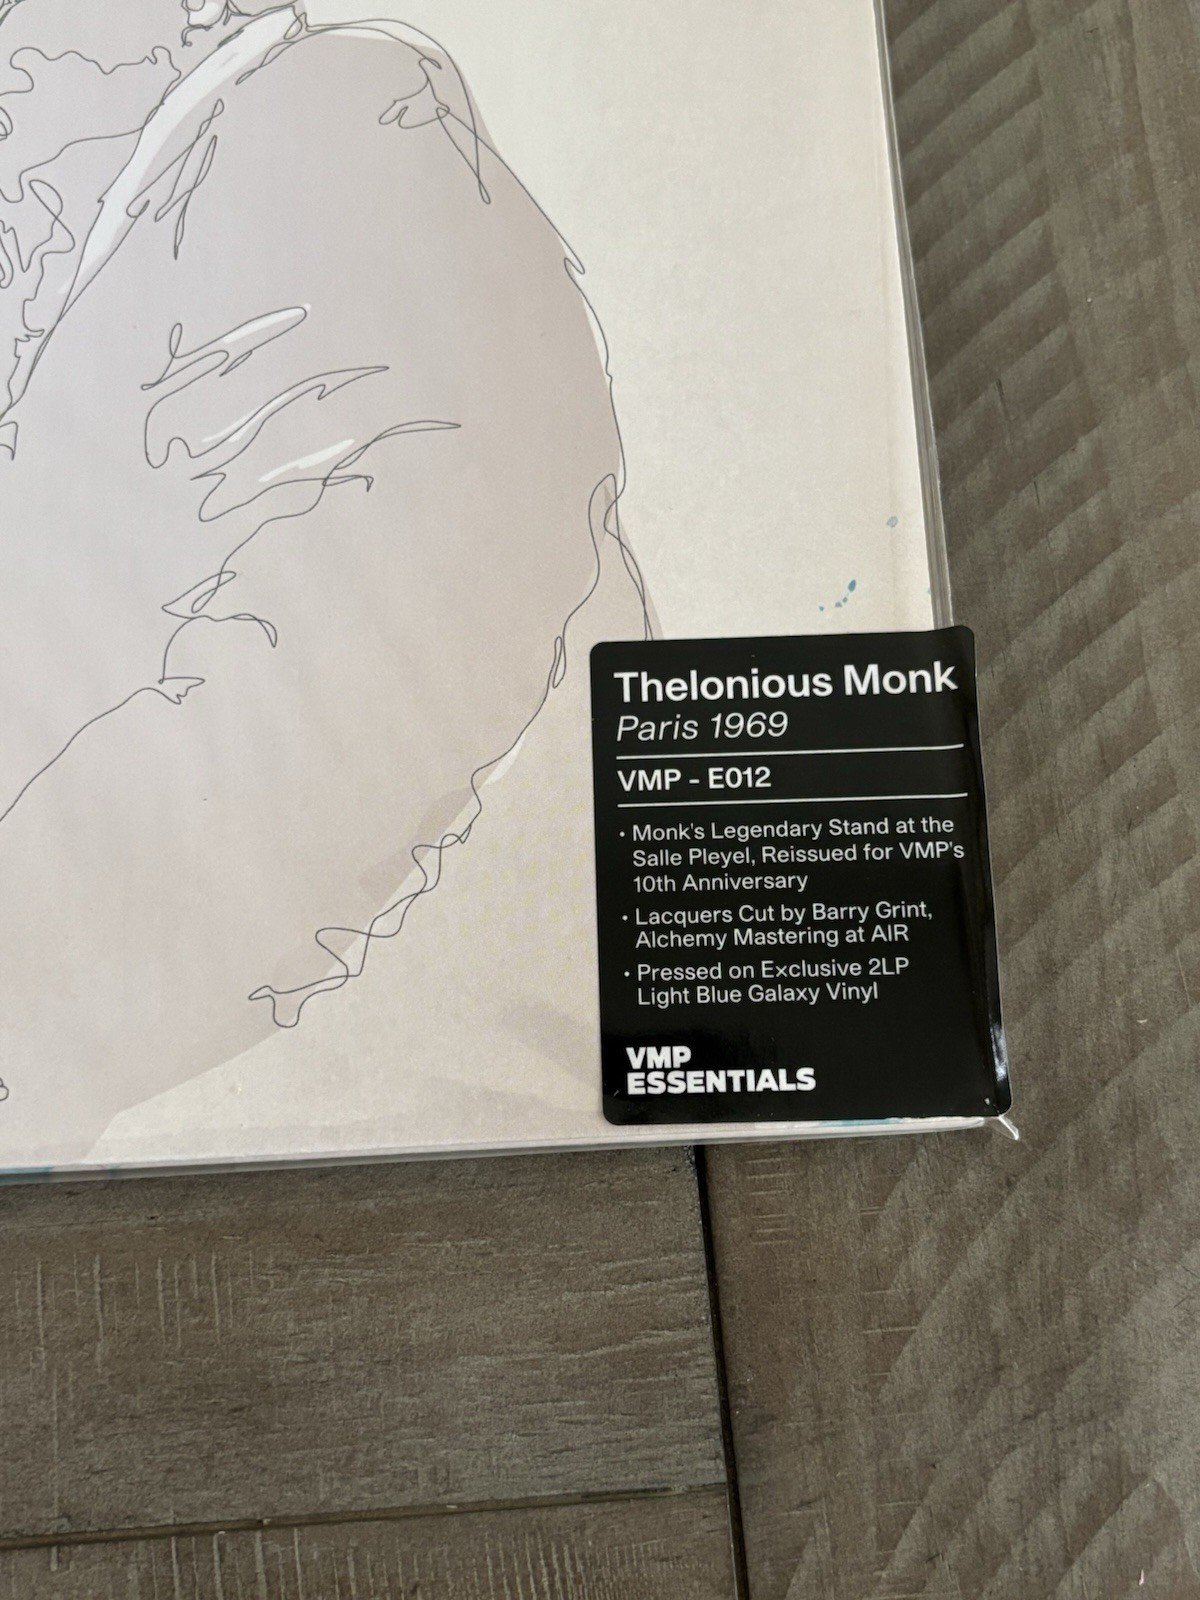 Thelonious Monk
Paris 1969
VMP - E012
• Monk's Legendary Stand at the
Salle Pleyel, Reissued for VMP's
10th Anniversary
• Lacquers Cut by Barry Grint,
Alchemy Mastering at AIR
• Pressed on Exclusive 2LP
Light Blue Galaxy Vinyl
VMP
ESSENTIALS